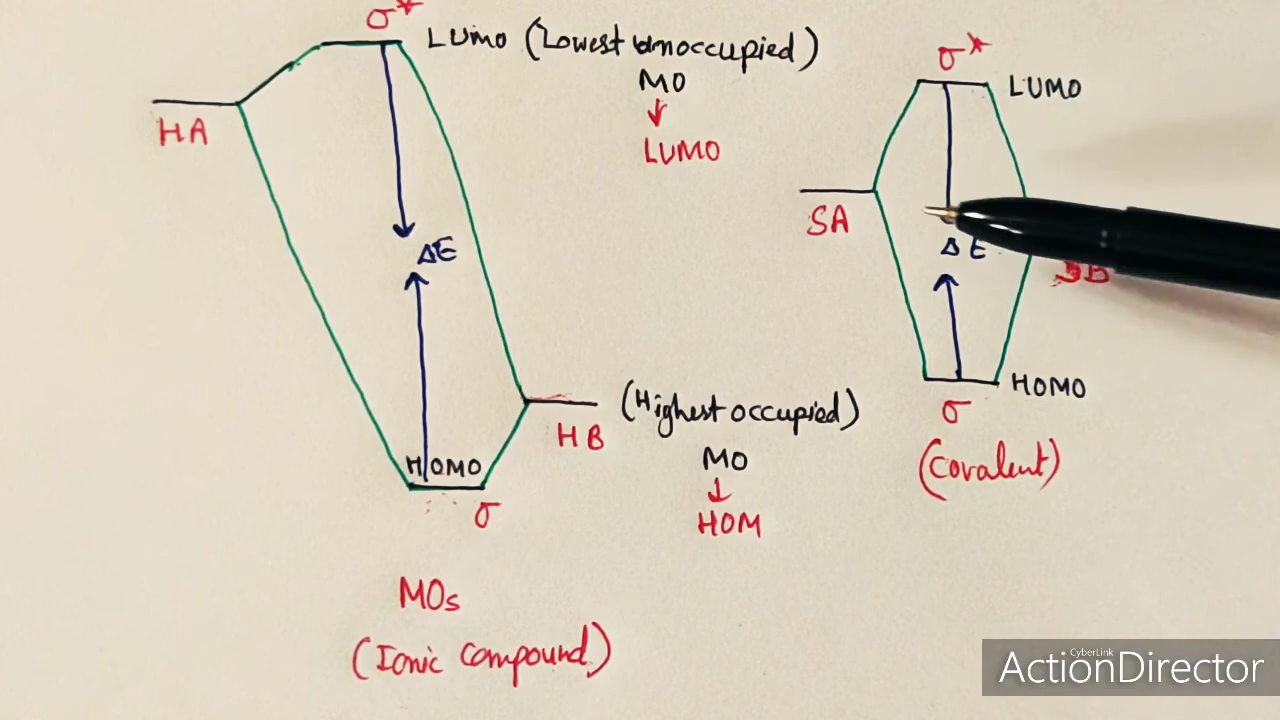 σ*
LUMO (Lowest unoccupied)
MO
↓
LUMO
HA
ΔE
HB
HOMO
σ
(Highest occupied)
MO
↓
HOM
MOs
(Ionic compound)
σ*
LUMO
SA
ΔE
HOMO
σ
(Covalent)
CyberLink
ActionDirector